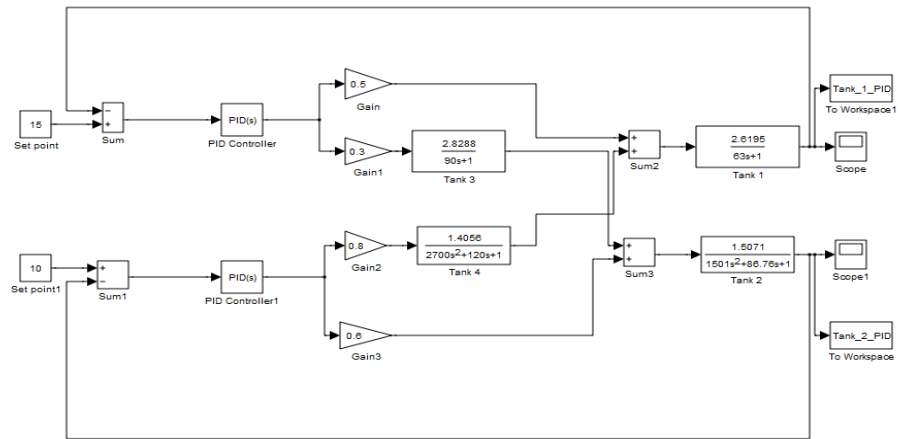 0.5
Gain
Tank_1_PID
To Workspace1
15
Set point
−
+
Sum
PID(s)
PID Controller
0.3
Gain1
2.8288
90s+1
Tank 3
+
+
Sum2
2.6195
63s+1
Tank 1
Scope
10
Set point1
+
−
Sum1
PID(s)
PID Controller1
0.8
Gain2
1.4056
2700s²+120s+1
Tank 4
+
+
Sum3
1.5071
1501s²+86.76s+1
Tank 2
Scope1
0.6
Gain3
Tank_2_PID
To Workspace